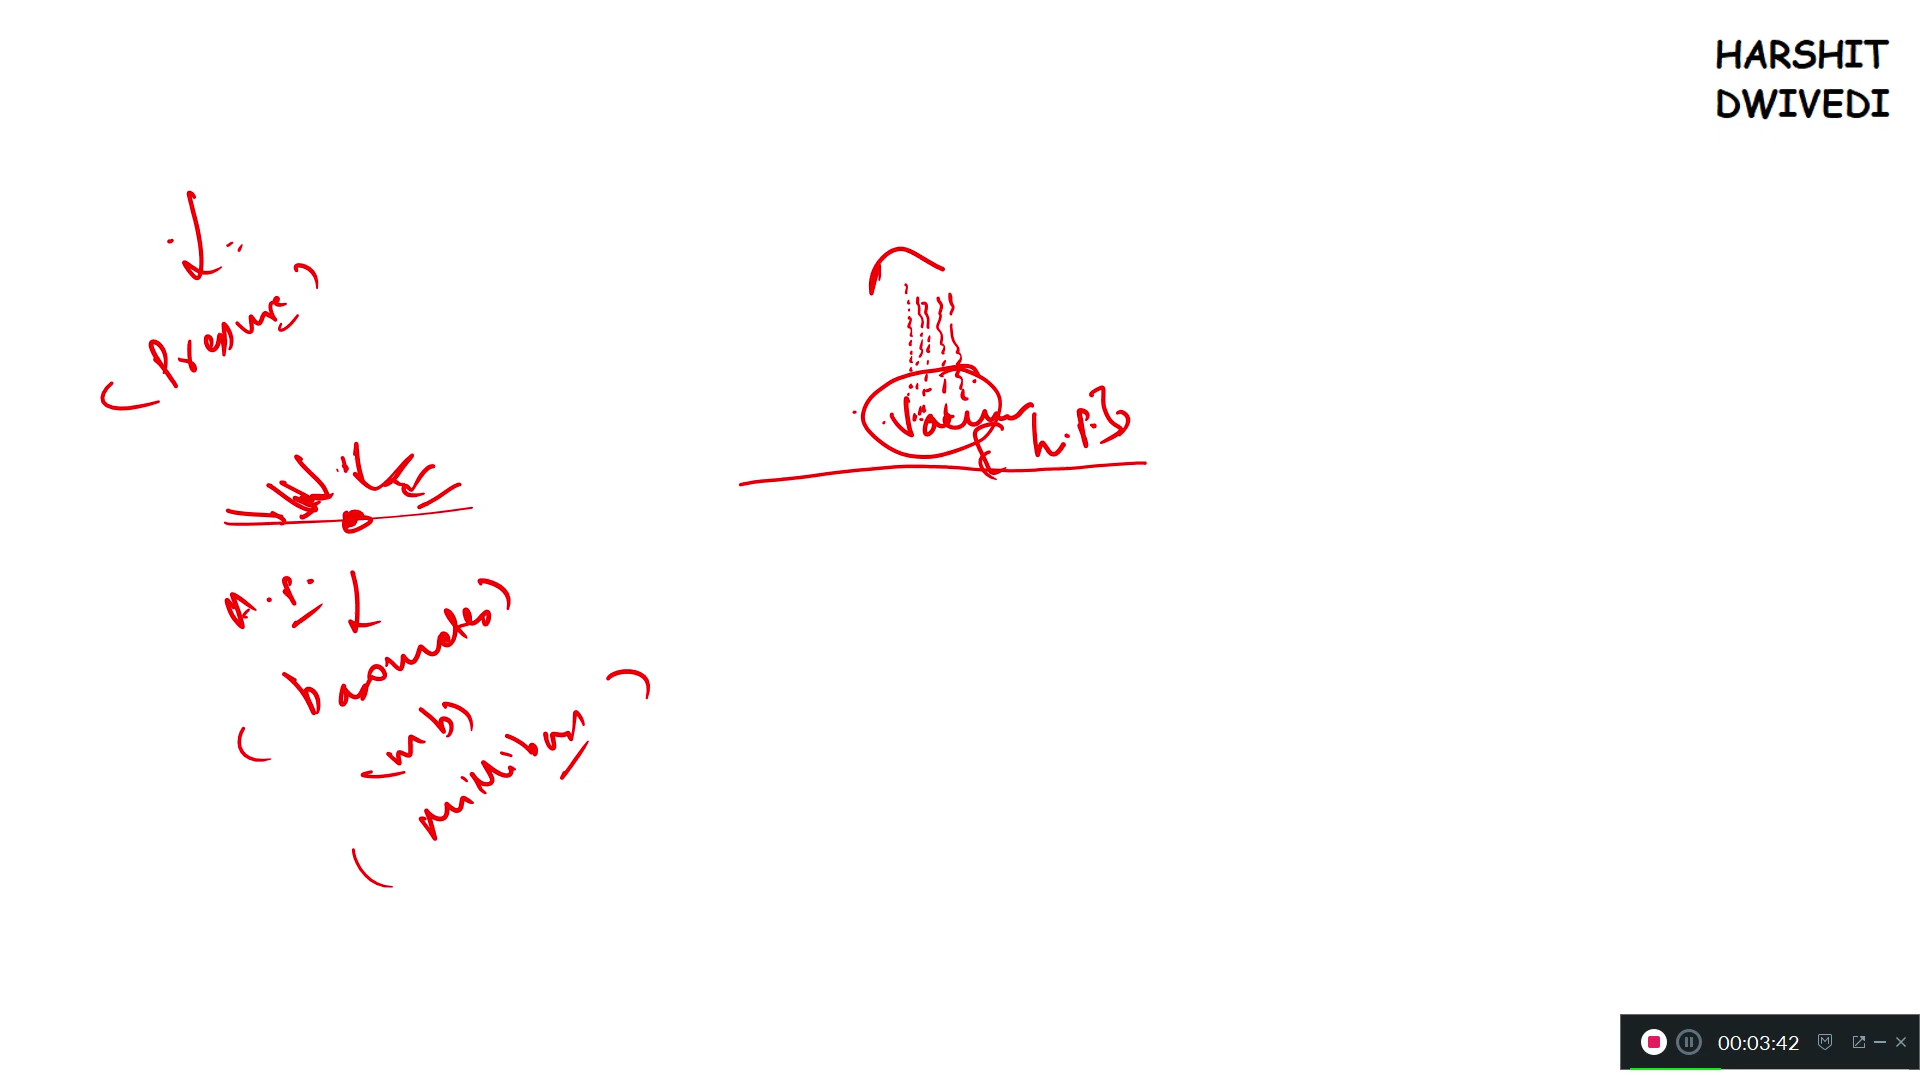 HARSHIT
DWIVEDI
(Pressure)
A.P.
(barometer)
(mb)
(millibar)
H.P.
00:03:42